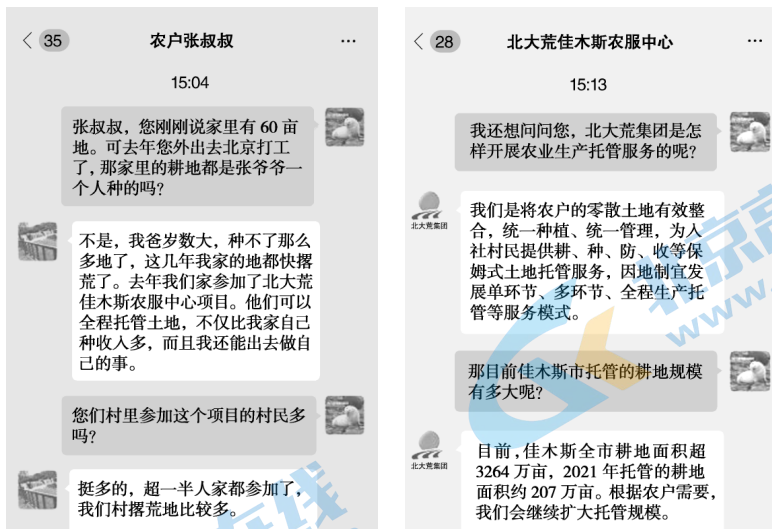 35
农户张叔叔
...
15:04
张叔叔，您刚刚说家里有 60 亩
地。可去年您外出去北京打工
了，那家里的耕地都是张爷爷一
个人种的吗？
不是，我爸岁数大，种不了那么
多地了，这几年我家的地都快撂
荒了。去年我们家参加了北大荒
佳木斯农服中心项目。他们可以
全程托管土地，不仅比我家自己
种收入多，而且我还能出去做自
己的事。
您们村里参加这个项目的村民多
吗？
挺多的，超一半人家都参加了，
我们村撂荒地比较多。
28
北大荒佳木斯农服中心
...
15:13
我还想问问您，北大荒集团是怎
样开展农业生产托管服务的呢？
北大荒集团
我们是将农户的零散土地有效整
合，统一种植、统一管理，为入
社村民提供耕、种、防、收等保
姆式土地托管服务，因地制宜发
展单环节、多环节、全程生产托
管等服务模式。
那目前佳木斯市托管的耕地规模
有多大呢？
北大荒集团
目前，佳木斯全市耕地面积超
3264 万亩，2021 年托管的耕地
面积约 207 万亩。根据农户需要，
我们会继续扩大托管规模。
在线
北京高
www.